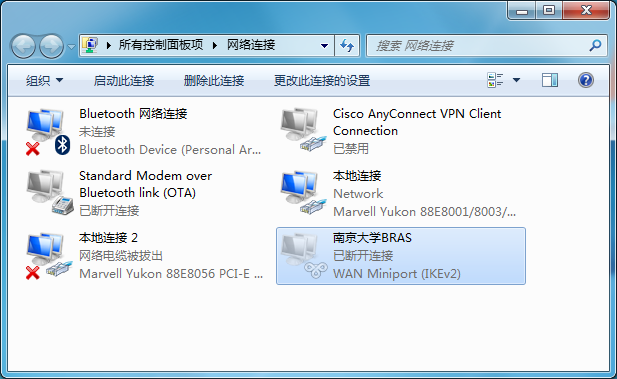 所有控制面板项 网络连接
搜索 网络连接
组织 启动此连接 删除此连接 更改此连接的设置
Bluetooth 网络连接
未连接
Bluetooth Device (Personal Ar...
Cisco AnyConnect VPN Client
Connection
已禁用
Standard Modem over
Bluetooth link (OTA)
已断开连接
本地连接
Network
Marvell Yukon 88E8001/8003/...
本地连接 2
网络电缆被拔出
Marvell Yukon 88E8056 PCI-E ...
南京大学BRAS
已断开连接
WAN Miniport (IKEv2)